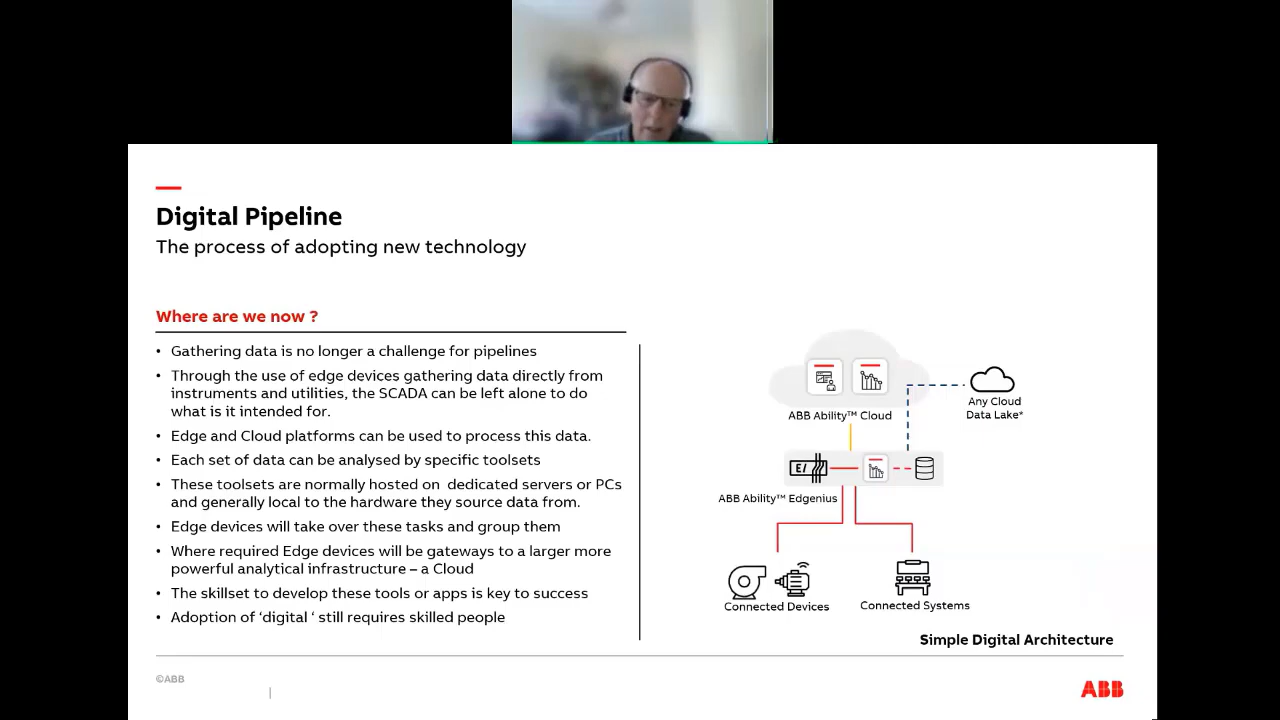 Digital Pipeline
The process of adopting new technology
Where are we now ?
• Gathering data is no longer a challenge for pipelines
• Through the use of edge devices gathering data directly from
instruments and utilities, the SCADA can be left alone to do
what is it intended for.
• Edge and Cloud platforms can be used to process this data.
• Each set of data can be analysed by specific toolsets
• These toolsets are normally hosted on  dedicated servers or PCs
and generally local to the hardware they source data from.
• Edge devices will take over these tasks and group them
• Where required Edge devices will be gateways to a larger more
powerful analytical infrastructure – a Cloud
• The skillset to develop these tools or apps is key to success
• Adoption of ‘digital ‘ still requires skilled people
ABB Ability™ Cloud
Any Cloud
Data Lake*
E/
ABB Ability™ Edgenius
Connected Devices
Connected Systems
Simple Digital Architecture
©ABB
|
ABB